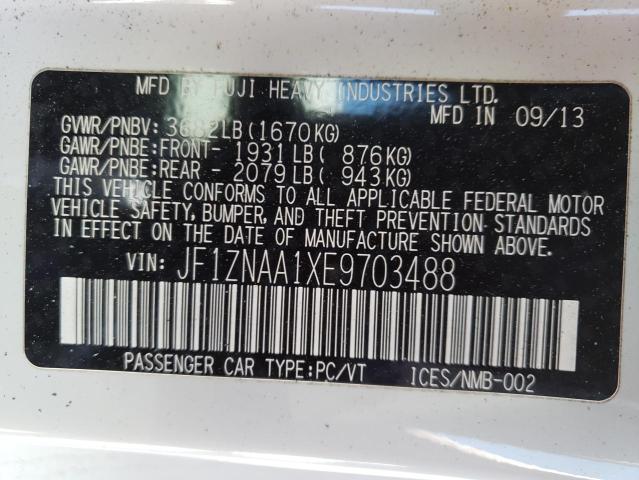 MFD BY FUJI HEAVY INDUSTRIES LTD.
MFD IN 09/13
GVWR/PNBV: 3682LB(1670KG)
GAWR/PNBE:FRONT- 1931LB( 876KG)
GAWR/PNBE:REAR - 2079LB( 943KG)
THIS VEHICLE CONFORMS TO ALL APPLICABLE FEDERAL MOTOR
VEHICLE SAFETY, BUMPER, AND THEFT PREVENTION STANDARDS
IN EFFECT ON THE DATE OF MANUFACTURE SHOWN ABOVE.
VIN: JF1ZNAA1XE9703488
PASSENGER CAR TYPE:PC/VT ICES/NMB-002